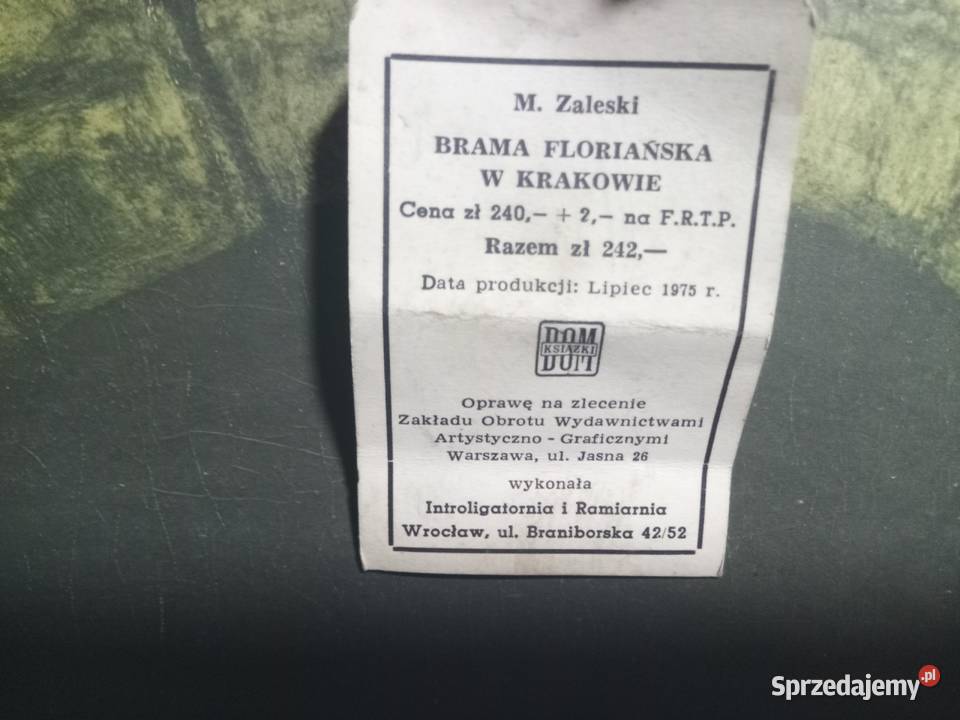 M. Zaleski
BRAMA FLORIAŃSKA
W KRAKOWIE
Cena zł 240,— + 2,— na F.R.T.P.
Razem zł 242,—
Data produkcji: Lipiec 1975 r.
DOM
KSIĄŻKI
DOM
Oprawę na zlecenie
Zakładu Obrotu Wydawnictwami
Artystyczno - Graficznymi
Warszawa, ul. Jasna 26
wykonała
Introligatornia i Ramiarnia
Wrocław, ul. Braniborska 42/52
Sprzedajemy.pl